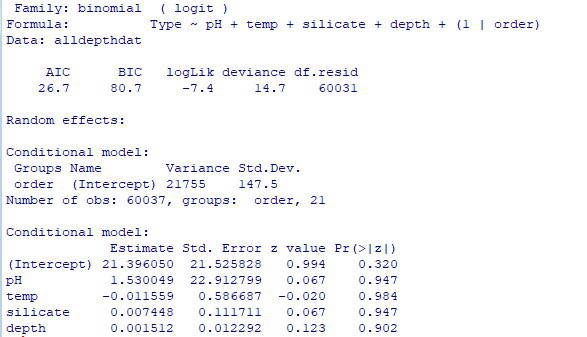 Family: binomial  ( logit )
Formula:          Type ~ pH + temp + silicate + depth + (1 | order)
Data: alldepthdat
     AIC      BIC   logLik deviance df.resid
    26.7     80.7     -7.4     14.7    60031
Random effects:
Conditional model:
 Groups Name        Variance Std.Dev.
 order  (Intercept) 21755    147.5
Number of obs: 60037, groups:  order, 21
Conditional model:
             Estimate Std. Error z value Pr(>|z|)
(Intercept) 21.396050  21.525828   0.994    0.320
pH           1.530049  22.912799   0.067    0.947
temp        -0.011559   0.586687  -0.020    0.984
silicate     0.007448   0.111711   0.067    0.947
depth        0.001512   0.012292   0.123    0.902